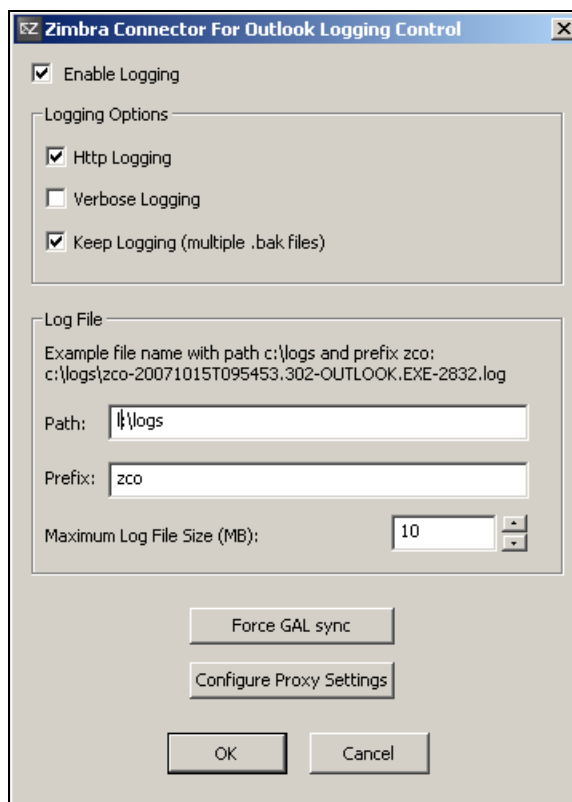 Zimbra Connector For Outlook Logging Control
Enable Logging
Logging Options
Http Logging
Verbose Logging
Keep Logging (multiple .bak files)
Log File
Example file name with path c:\logs and prefix zco:
c:\logs\zco-20071015T095453.302-OUTLOOK.EXE-2832.log
Path: l:\logs
Prefix: zco
Maximum Log File Size (MB): 10
Force GAL sync
Configure Proxy Settings
OK Cancel